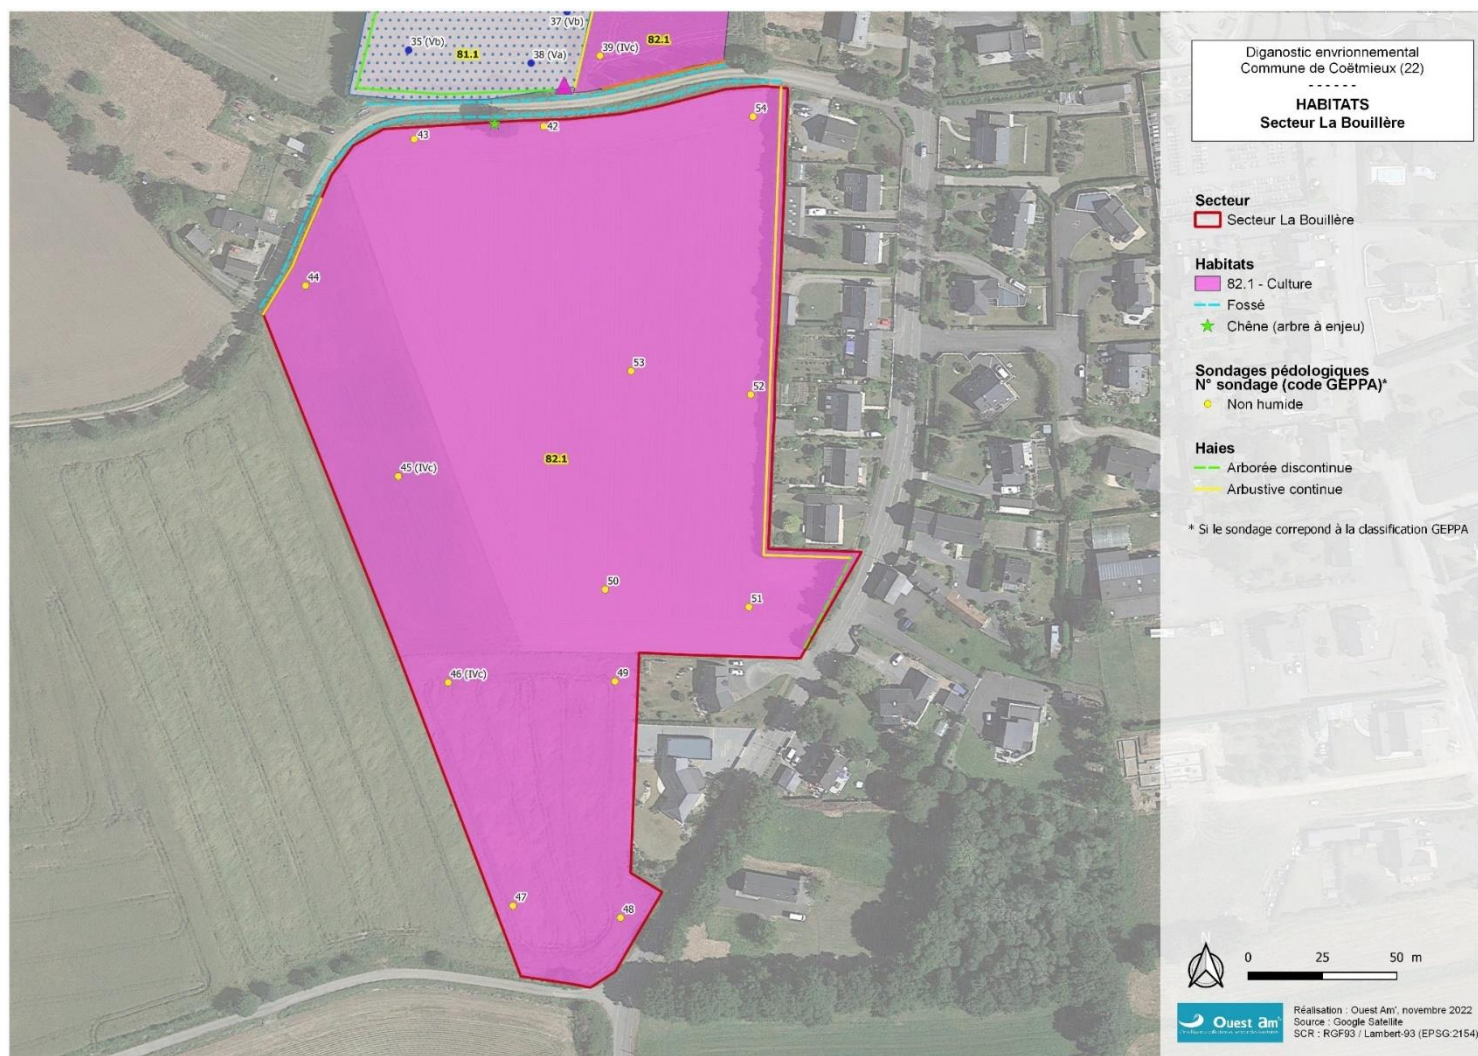 Diganostic envrionnemental
Commune de Coëtmieux (22)
- - - - - -
HABITATS
Secteur La Bouillère
Secteur
Secteur La Bouillère
Habitats
82.1 - Culture
Fossé
Chêne (arbre à enjeu)
Sondages pédologiques
N° sondage (code GEPPA)*
Non humide
Haies
Arborée discontinue
Arbustive continue
* Si le sondage correpond à la classification GEPPA
37 (Vb)
35 (Vb)
81.1
38 (Va)
39 (IVc)
82.1
54
43
42
44
53
52
82.1
45 (IVc)
50
51
46 (IVc)
49
47
48
N
0 25 50 m
Ouest am'
Réalisation : Ouest Am', novembre 2022
Source : Google Satellite
SCR : RGF93 / Lambert-93 (EPSG:2154)